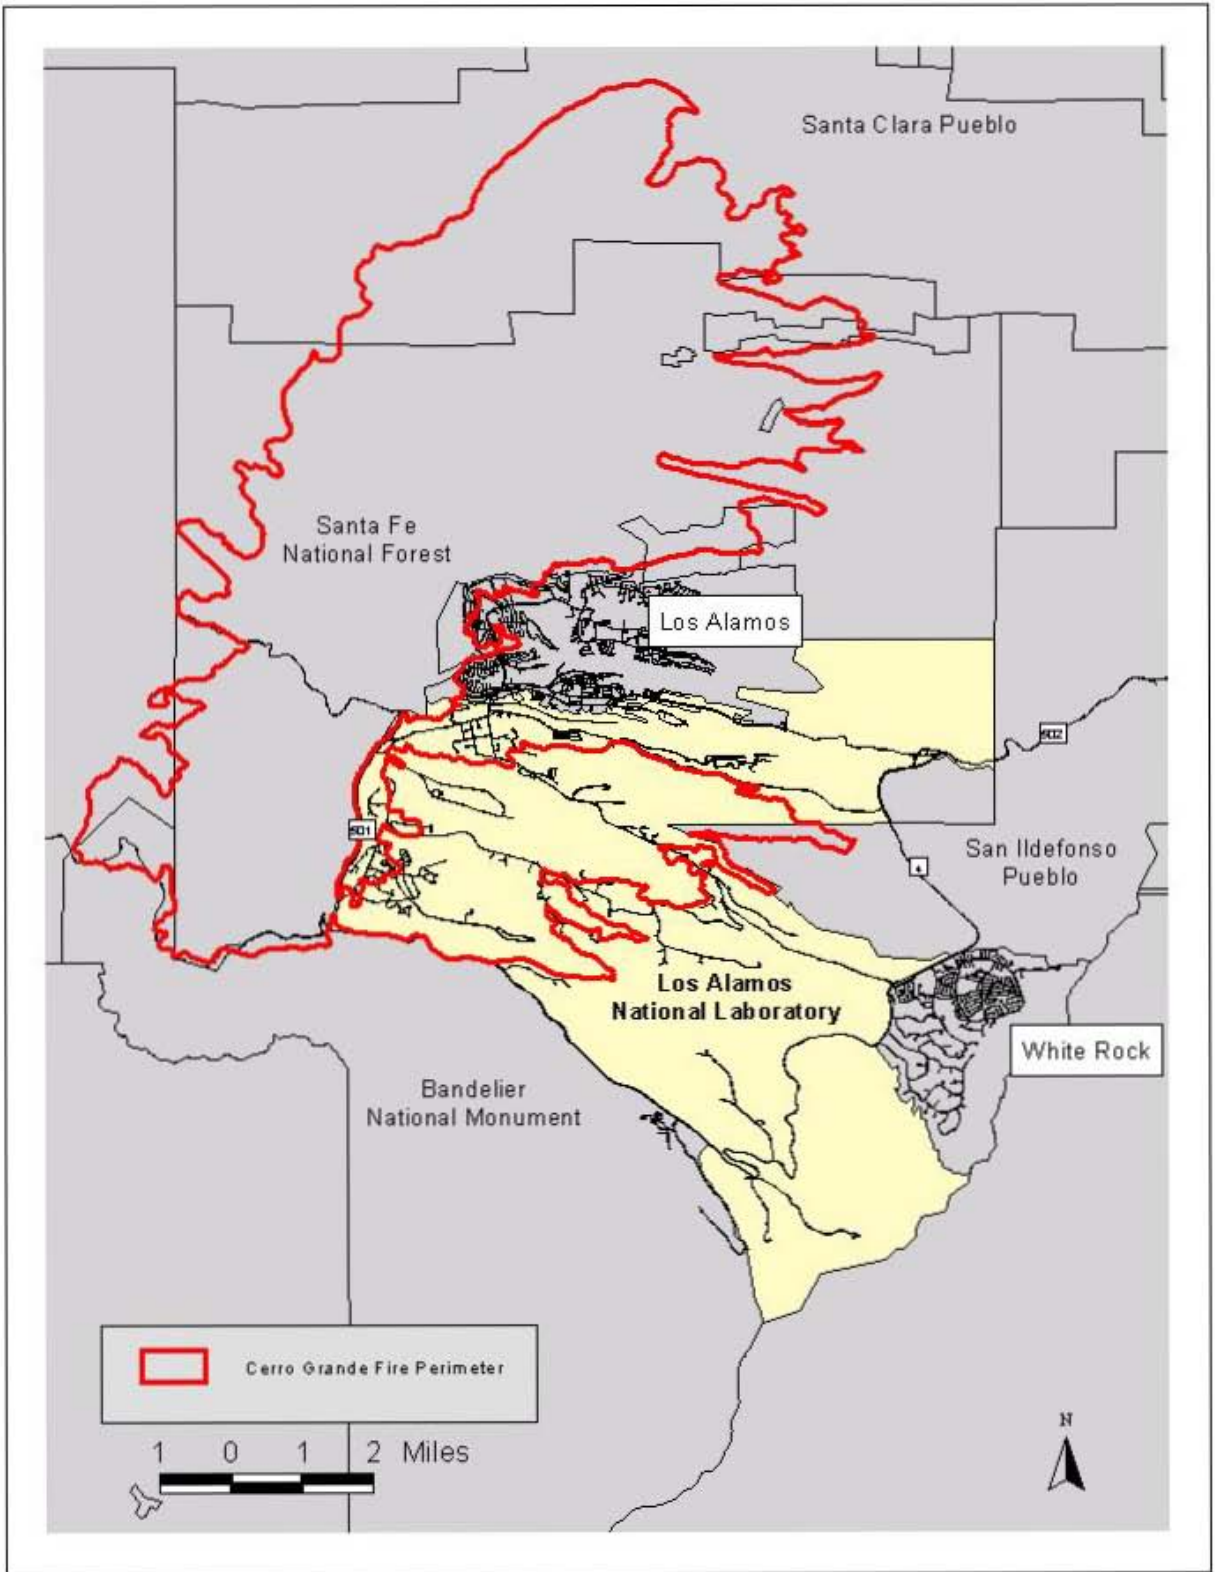 Santa Clara Pueblo
Santa Fe
National Forest
Los Alamos
502
501
San Ildefonso
Pueblo
4
Los Alamos
National Laboratory
White Rock
Bandelier
National Monument
Cerro Grande Fire Perimeter
1 0 1 2 Miles
N